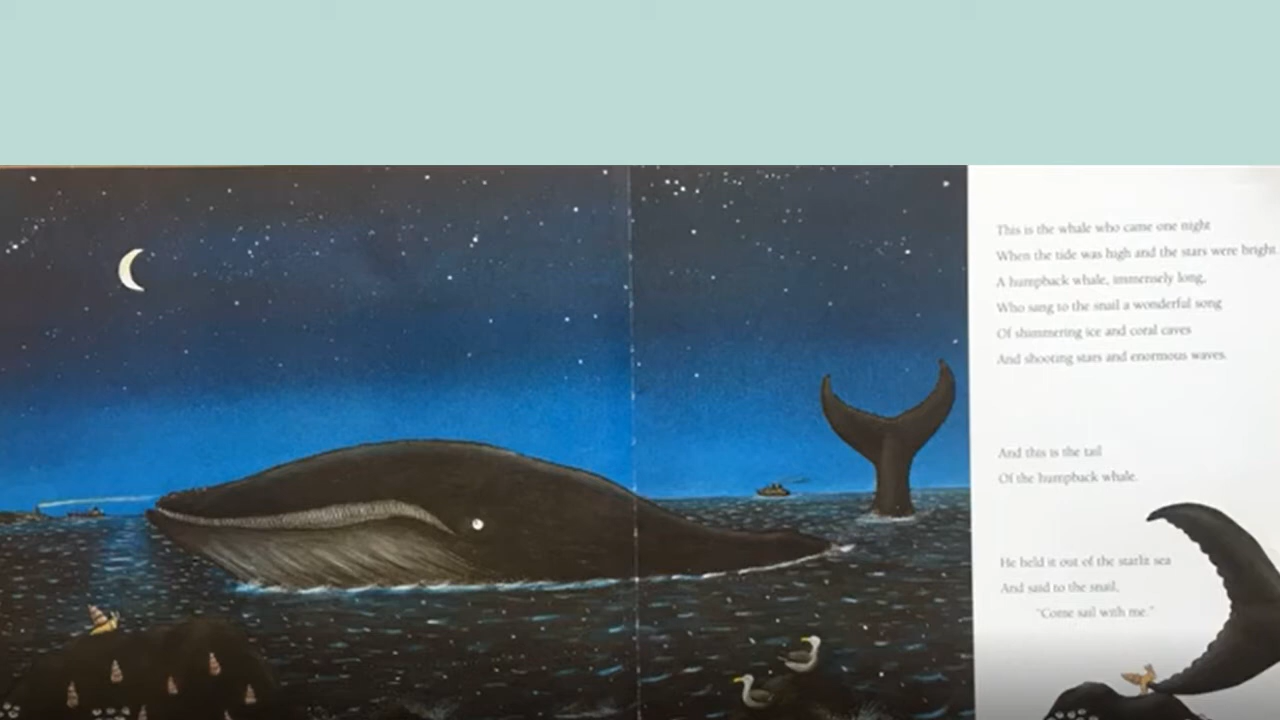 This is the whale who came one night
When the tide was high and the stars were bright.
A humpback whale, immensely long,
Who sang to the snail a wonderful song
Of shimmering ice and coral caves
And shooting stars and enormous waves.
And this is the tail
Of the humpback whale.
He held it out of the starlit sea
And said to the snail,
"Come sail with me."